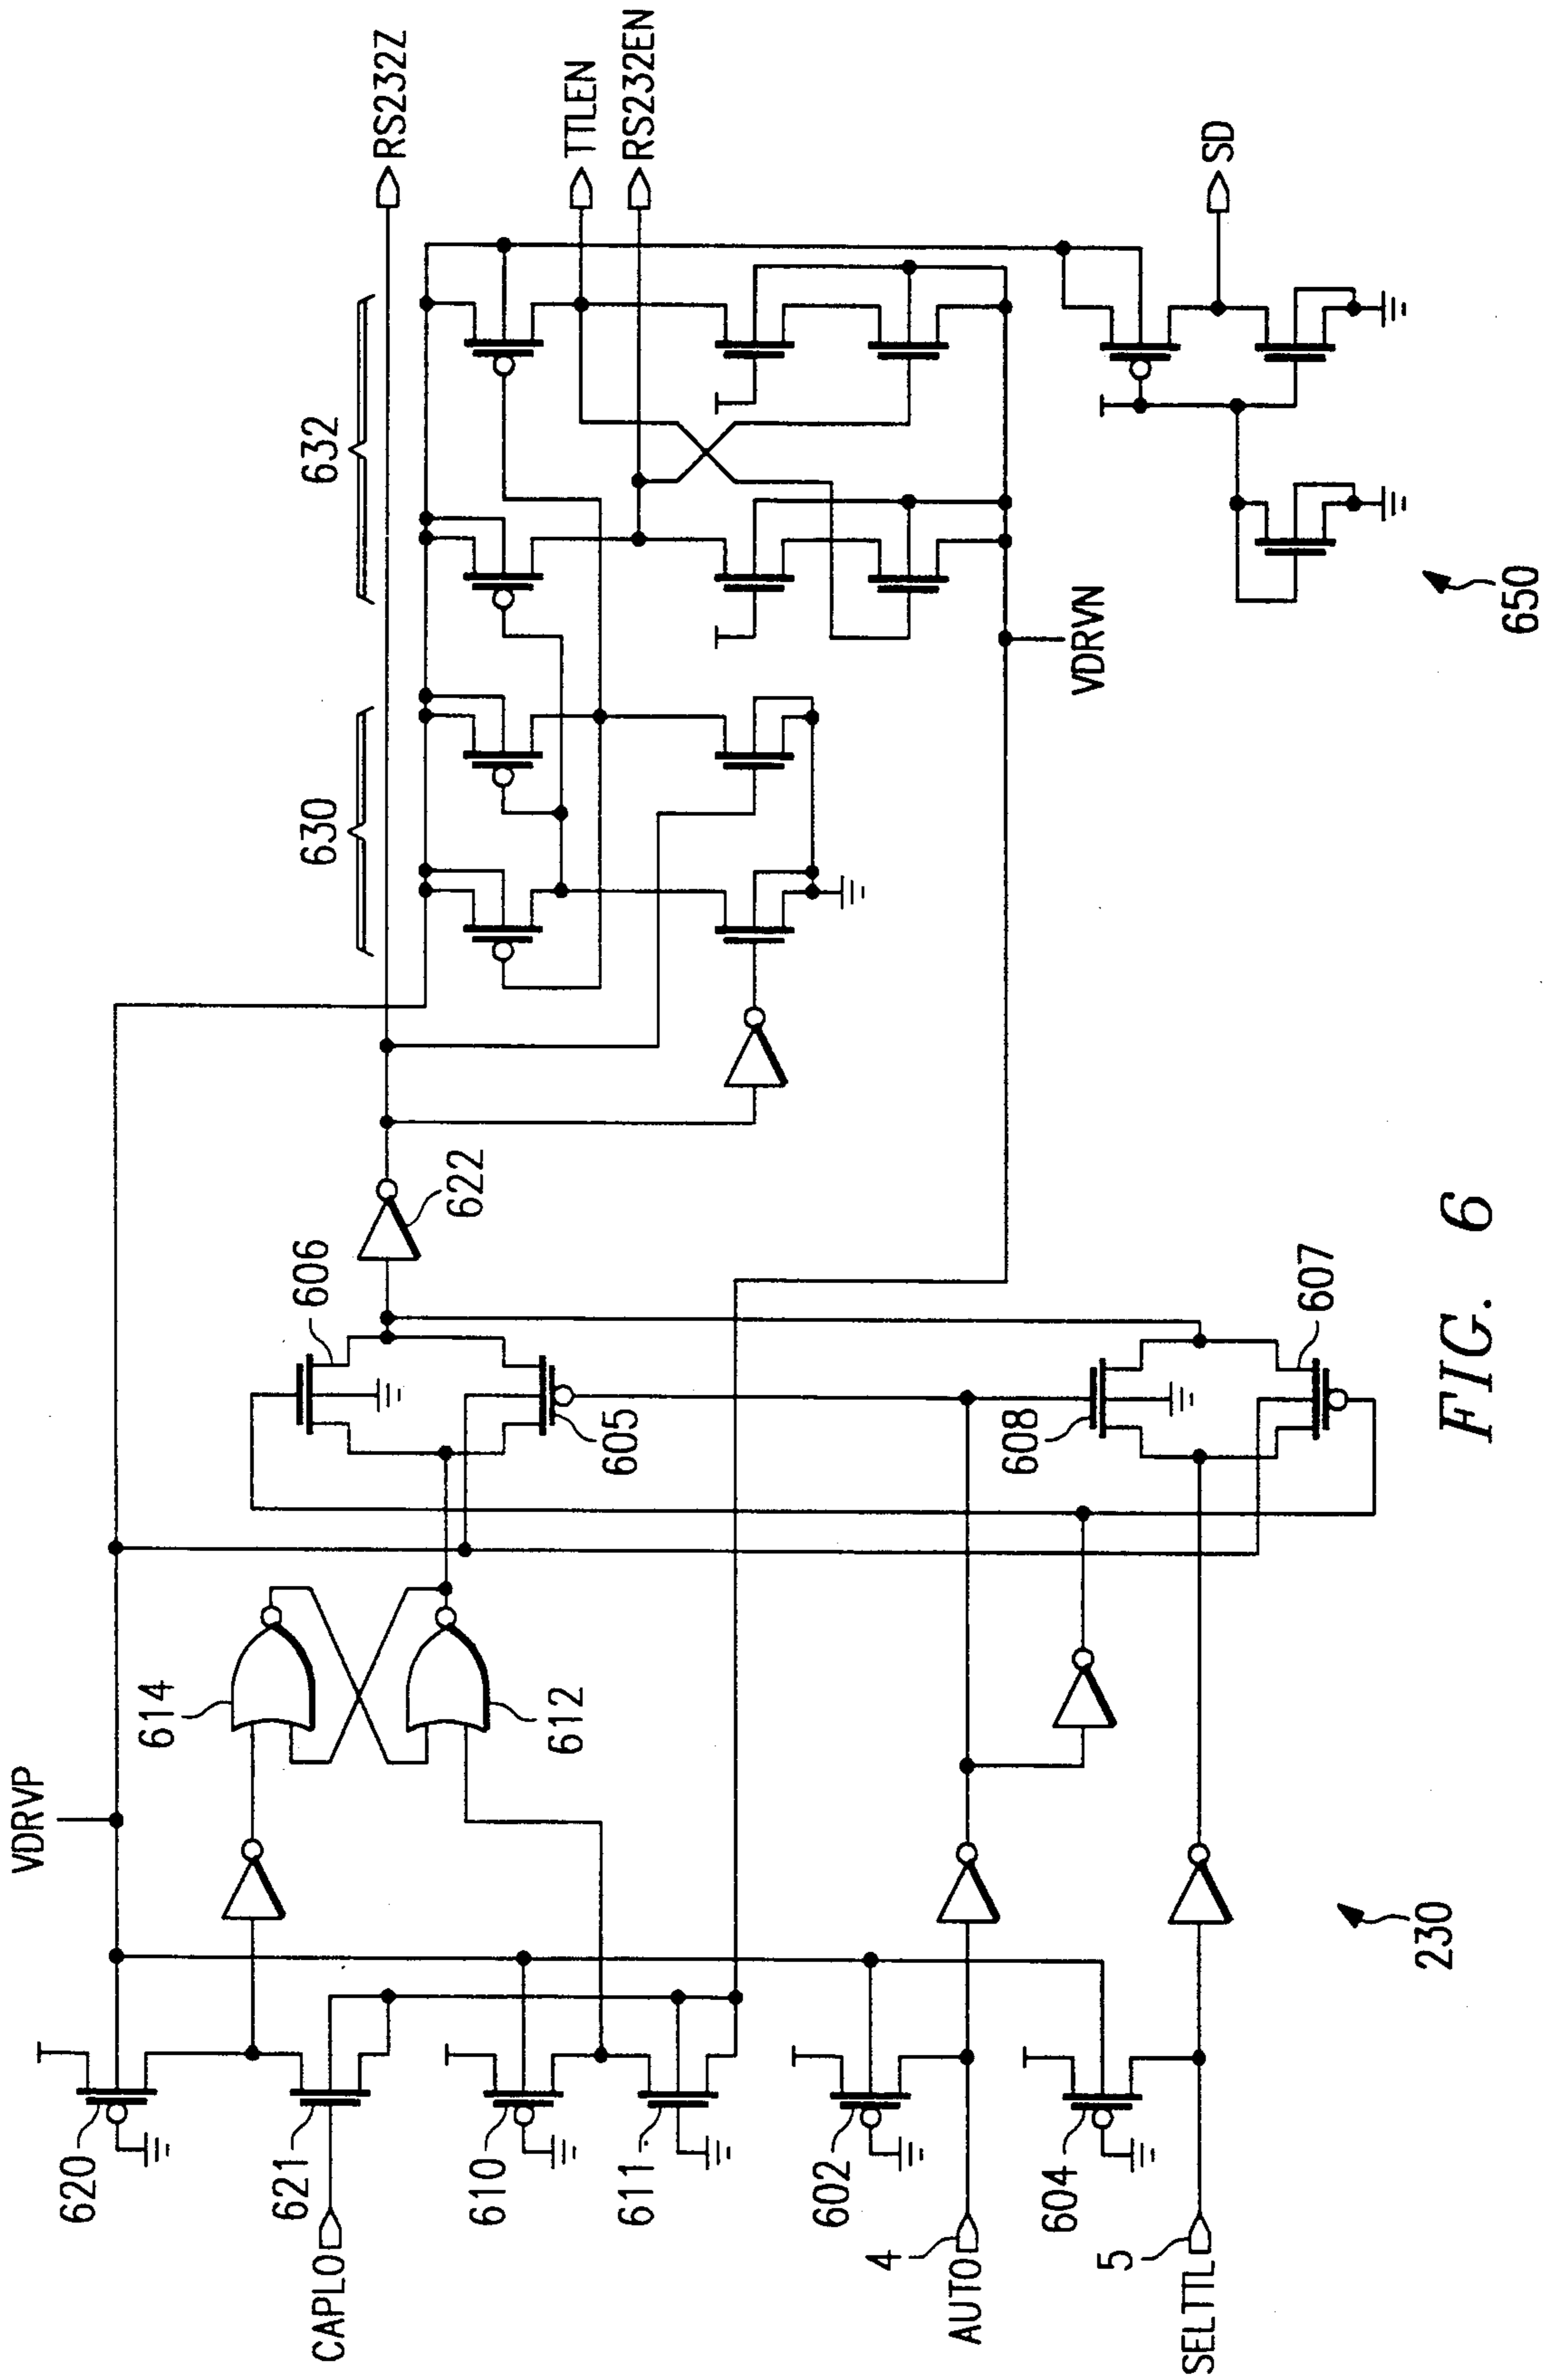 VDRVP
620
621
CAPLO
610
611
602
4
AUTO
604
5
SELTTL
614
612
606
605
608
607
622
630
632
RS232Z
TTLEN
RS232EN
SD
VDRVN
650
230
FIG. 6